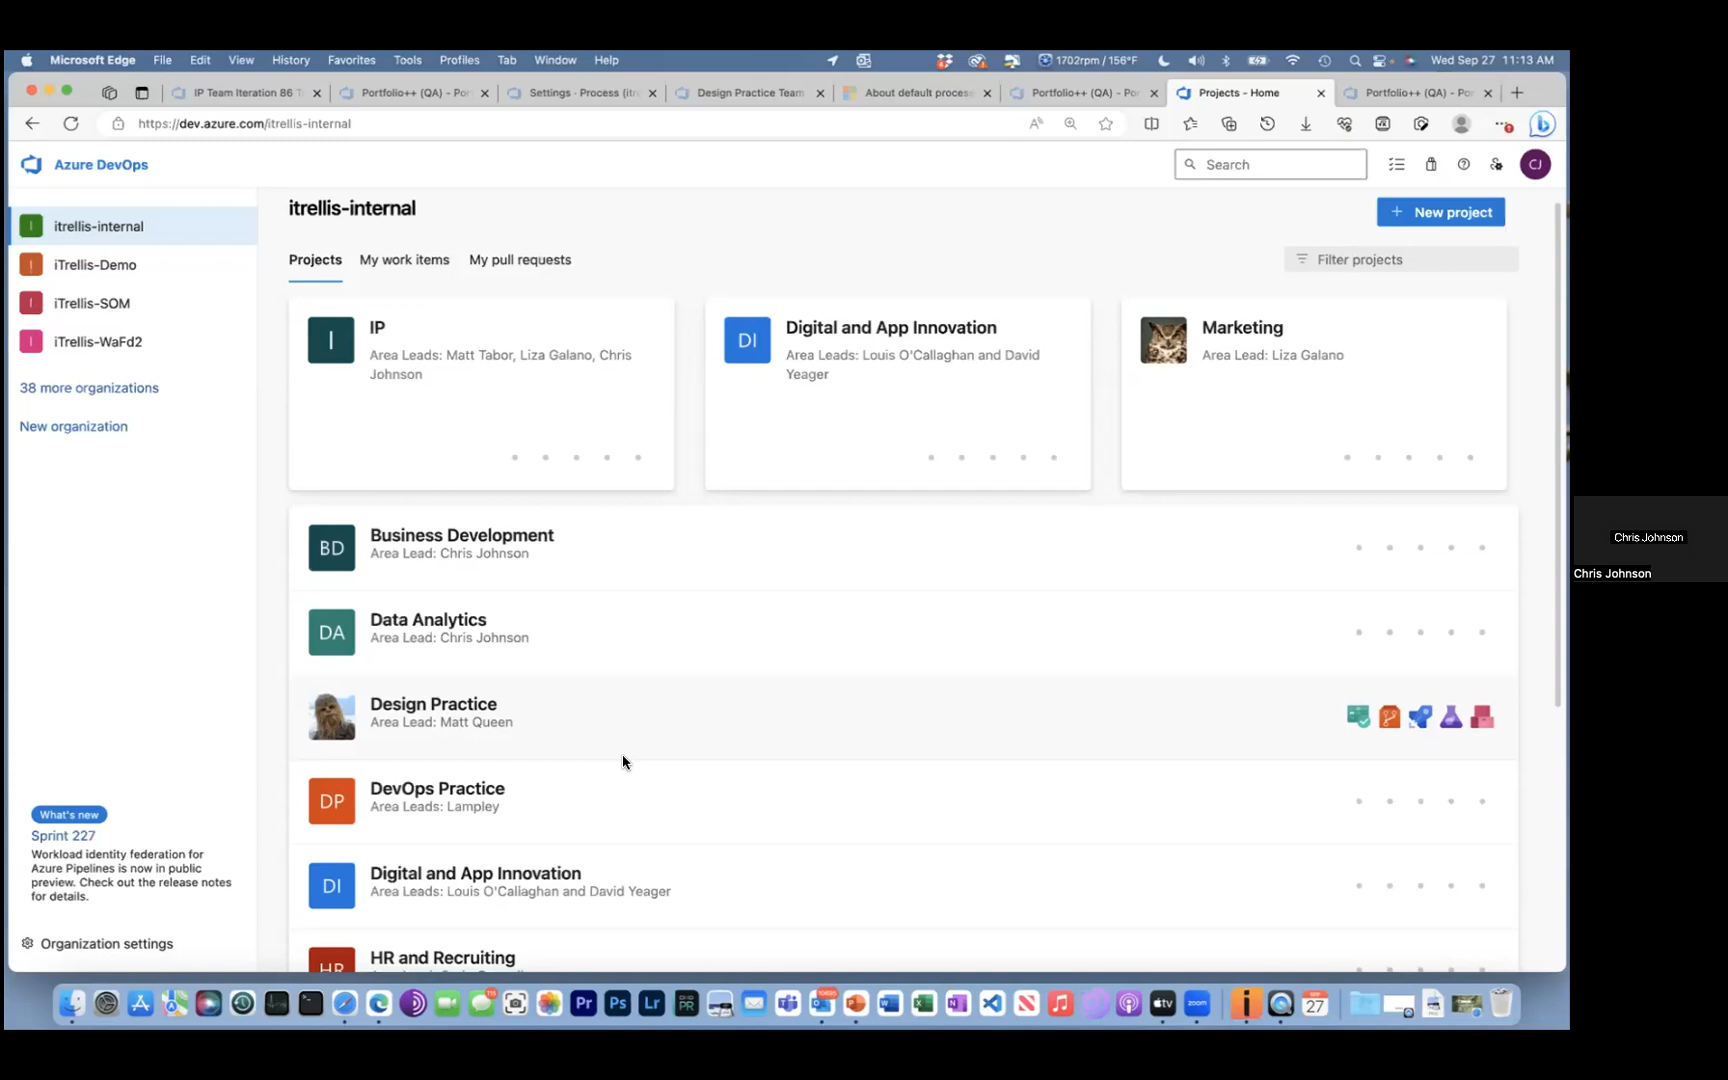 Microsoft Edge File Edit View History Favorites Tools Profiles Tab Window Help
1702rpm / 156°F
Wed Sep 27 11:13 AM
IP Team Iteration 86 T
Portfolio++ (QA) - Por
Settings - Process (itr
Design Practice Team
About default proces
Portfolio++ (QA) - Por
Projects - Home
Portfolio++ (QA) - Por
https://dev.azure.com/itrellis-internal
Azure DevOps
Search
CJ
I itrellis-internal
I iTrellis-Demo
I iTrellis-SOM
I iTrellis-WaFd2
38 more organizations
New organization
What's new
Sprint 227
Workload identity federation for
Azure Pipelines is now in public
preview. Check out the release notes
for details.
Organization settings
itrellis-internal
+ New project
Projects My work items My pull requests
Filter projects
I
IP
Area Leads: Matt Tabor, Liza Galano, Chris
Johnson
DI
Digital and App Innovation
Area Leads: Louis O'Callaghan and David
Yeager
Marketing
Area Lead: Liza Galano
BD
Business Development
Area Lead: Chris Johnson
DA
Data Analytics
Area Lead: Chris Johnson
Design Practice
Area Lead: Matt Queen
DP
DevOps Practice
Area Leads: Lampley
DI
Digital and App Innovation
Area Leads: Louis O'Callaghan and David Yeager
HR
HR and Recruiting
Chris Johnson
Chris Johnson
Pr Ps Lr
PR
tv
zoom
27